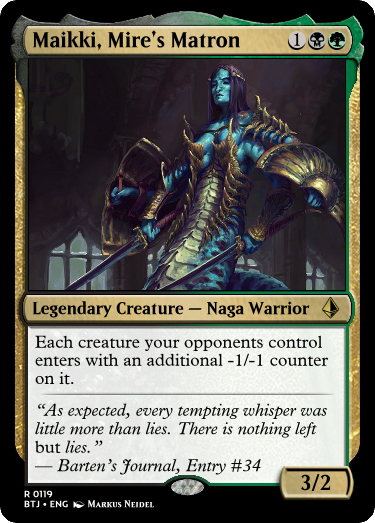 Maikki, Mire's Matron 1
Legendary Creature — Naga Warrior
Each creature your opponents control
enters with an additional -1/-1 counter
on it.
“As expected, every tempting whisper was
little more than lies. There is nothing left
but lies.”
— Barten's Journal, Entry #34
3/2
R 0119
BTJ • ENG Markus Neidel